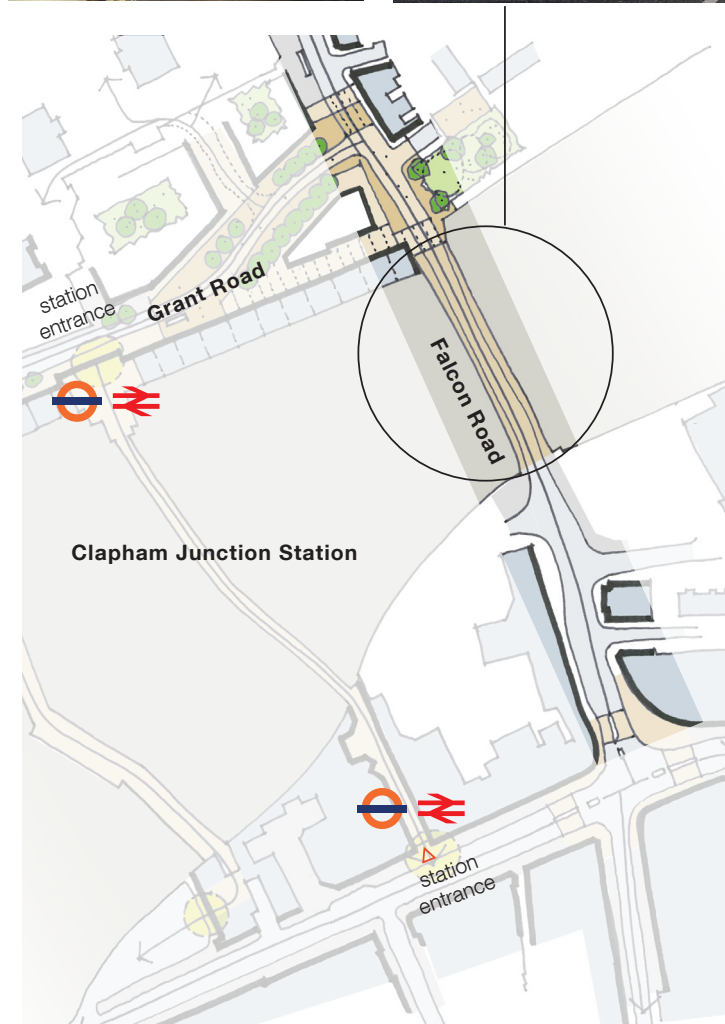 station
entrance
Grant Road
Falcon Road
Clapham Junction Station
station
entrance